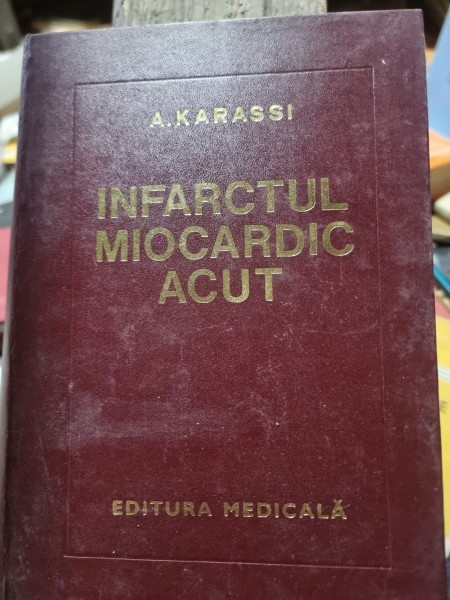 A.KARASSI
INFARCTUL
MIOCARDIC
ACUT
EDITURA MEDICALĂ